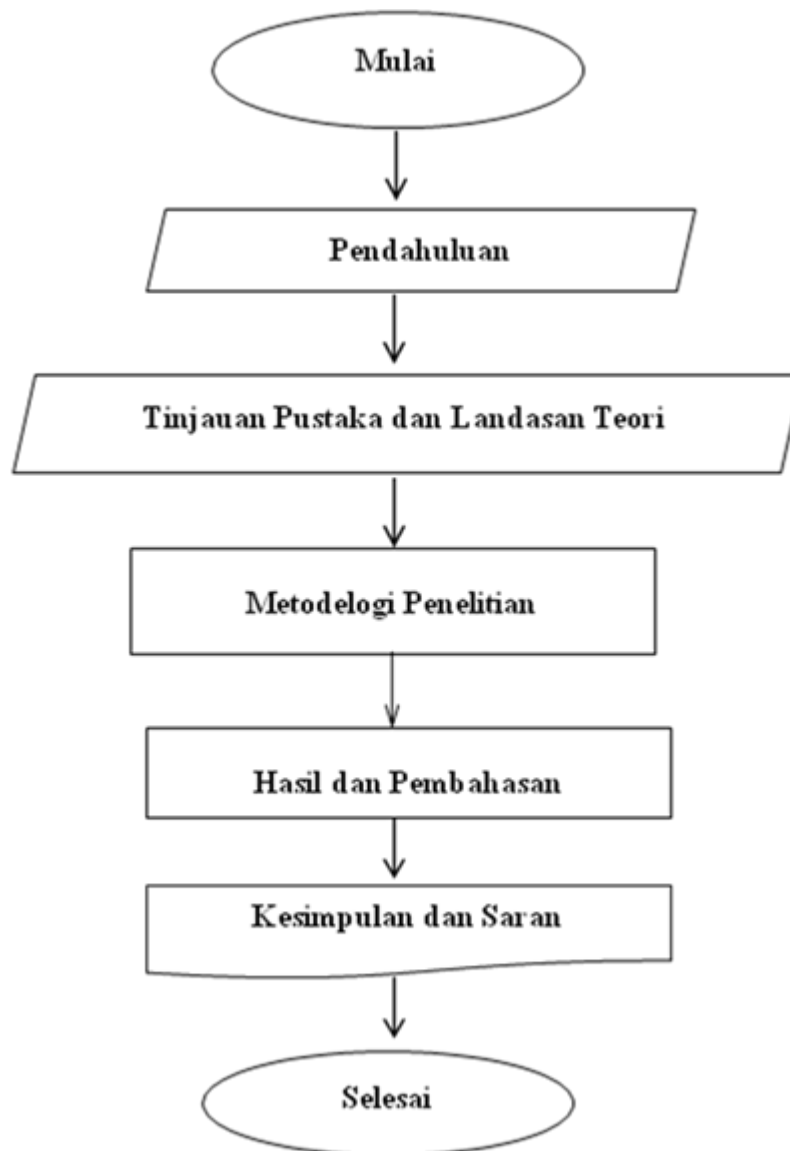 Mulai
Pendahuluan
Tinjauan Pustaka dan Landasan Teori
Metodelogi Penelitian
Hasil dan Pembahasan
Kesimpulan dan Saran
Selesai